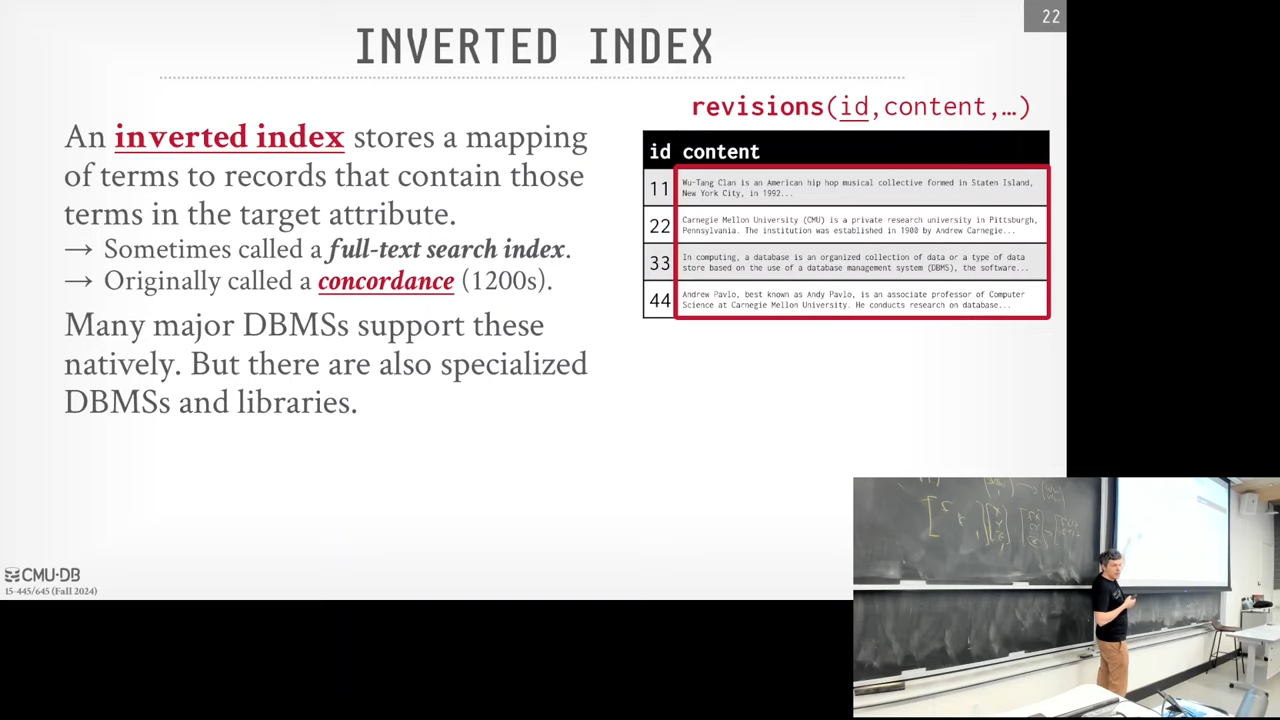 22
INVERTED INDEX
An inverted index stores a mapping
of terms to records that contain those
terms in the target attribute.
→ Sometimes called a full-text search index.
→ Originally called a concordance (1200s).
Many major DBMSs support these
natively. But there are also specialized
DBMSs and libraries.
revisions(id,content,…)
id content
11 Wu-Tang Clan is an American hip hop musical collective formed in Staten Island,
New York City, in 1992...
22 Carnegie Mellon University (CMU) is a private research university in Pittsburgh,
Pennsylvania. The institution was established in 1900 by Andrew Carnegie...
33 In computing, a database is an organized collection of data or a type of data
store based on the use of a database management system (DBMS), the software...
44 Andrew Pavlo, best known as Andy Pavlo, is an associate professor of Computer
Science at Carnegie Mellon University. He conducts research on database...
CMU·DB
15-445/645 (Fall 2024)